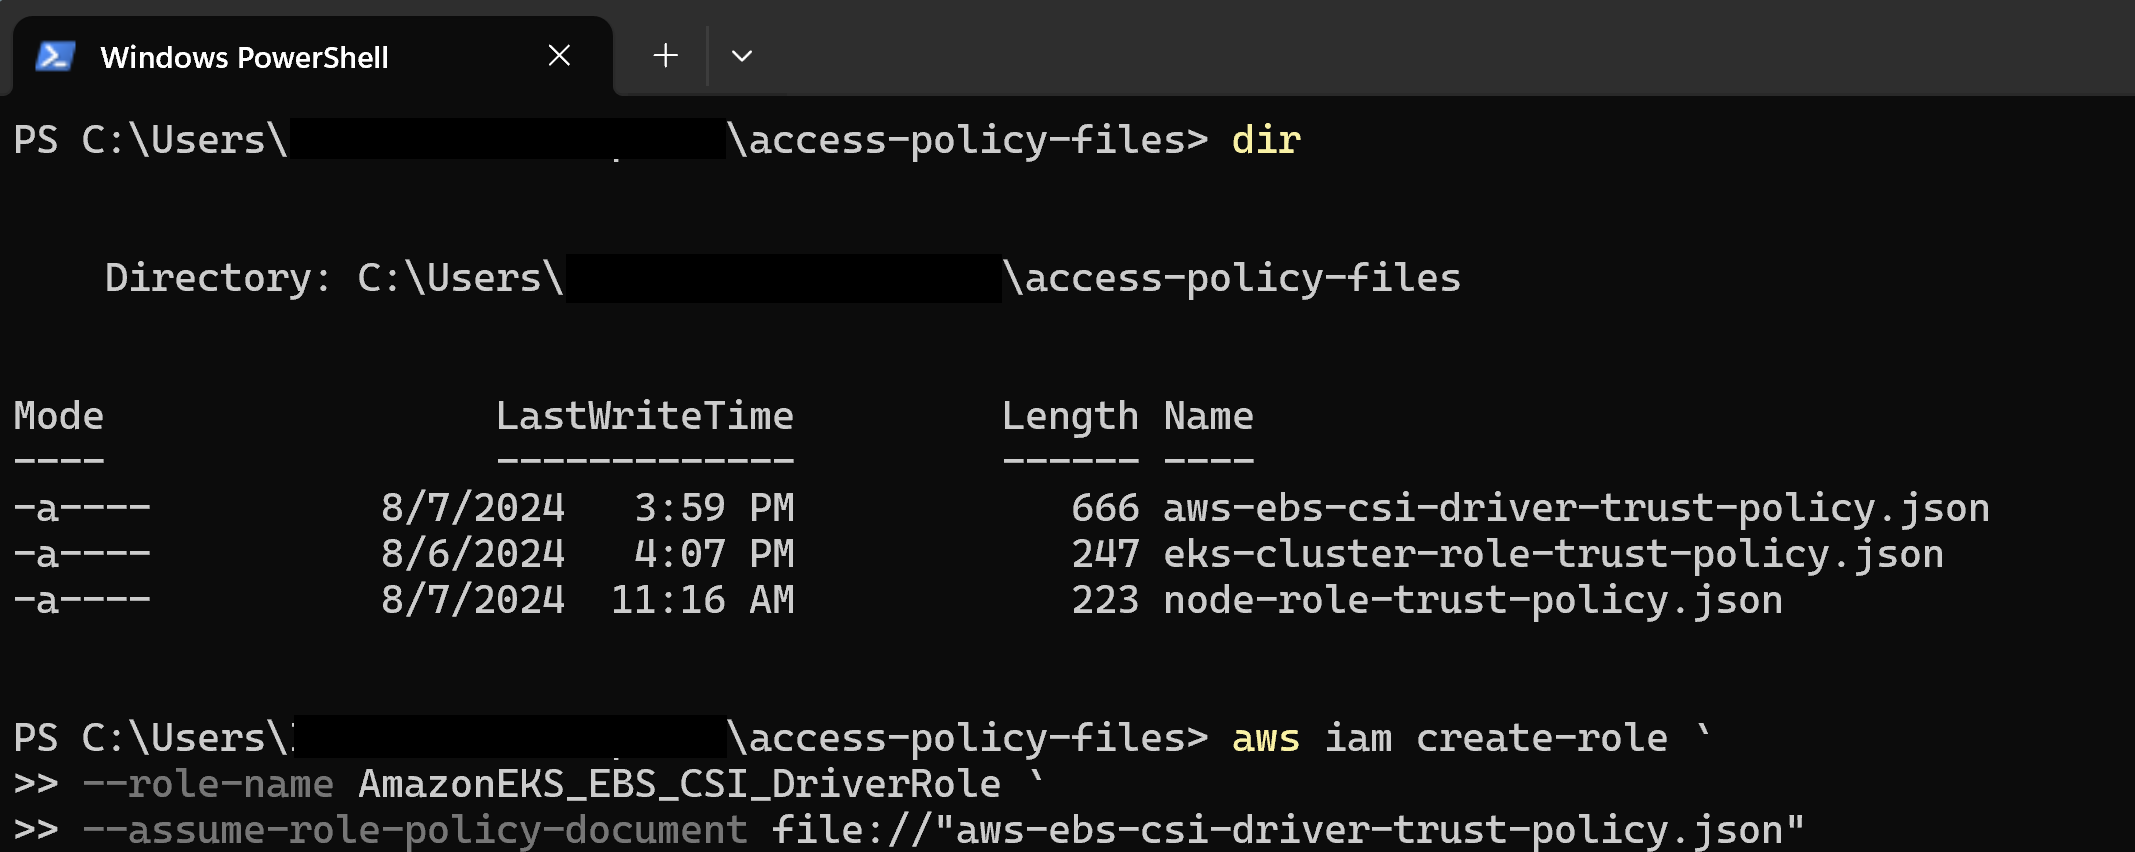 Windows PowerShell
PS C:\Users\ \access-policy-files> dir
Directory: C:\Users\ \access-policy-files
Mode LastWriteTime Length Name
---- ------------- ------ ----
-a---- 8/7/2024 3:59 PM 666 aws-ebs-csi-driver-trust-policy.json
-a---- 8/6/2024 4:07 PM 247 eks-cluster-role-trust-policy.json
-a---- 8/7/2024 11:16 AM 223 node-role-trust-policy.json
PS C:\Users\ \access-policy-files> aws iam create-role `
>> --role-name AmazonEKS_EBS_CSI_DriverRole `
>> --assume-role-policy-document file://"aws-ebs-csi-driver-trust-policy.json"